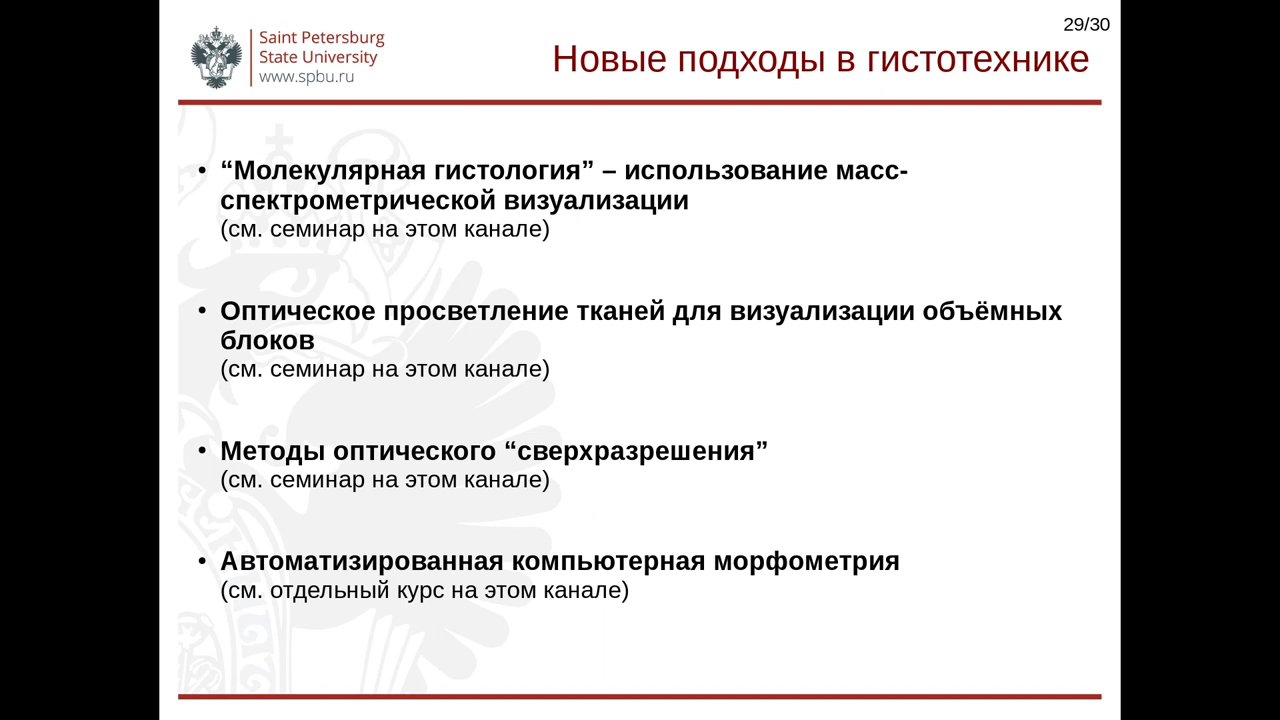 29/30
Saint Petersburg
State University
www.spbu.ru
Новые подходы в гистотехнике
• “Молекулярная гистология” – использование масс-
спектрометрической визуализации
(см. семинар на этом канале)
• Оптическое просветление тканей для визуализации объёмных
блоков
(см. семинар на этом канале)
• Методы оптического “сверхразрешения”
(см. семинар на этом канале)
• Автоматизированная компьютерная морфометрия
(см. отдельный курс на этом канале)